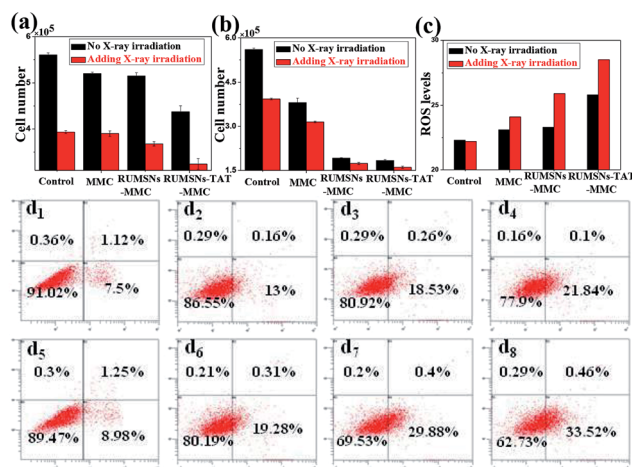 (a)
×10⁵
6
5
4
Cell number
No X-ray irradiation
Adding X-ray irradiation
Control
MMC
RUMSNs
-MMC
RUMSNs-TAT
-MMC
(b)
×10⁵
6.0
4.5
3.0
1.5
Cell number
No X-ray irradiation
Adding X-ray irradiation
Control
MMC
RUMSNs
-MMC
RUMSNs-TAT
-MMC
(c)
30
25
20
ROS levels
No X-ray irradiation
Adding X-ray irradiation
Control
MMC
RUMSNs
-MMC
RUMSNs-TAT
-MMC
d₁
0.36% 1.12%
91.02% 7.5%
d₂
0.29% 0.16%
86.55% 13%
d₃
0.29% 0.26%
80.92% 18.53%
d₄
0.16% 0.1%
77.9% 21.84%
d₅
0.3% 1.25%
89.47% 8.98%
d₆
0.21% 0.31%
80.19% 19.28%
d₇
0.2% 0.4%
69.53% 29.88%
d₈
0.29% 0.46%
62.73% 33.52%